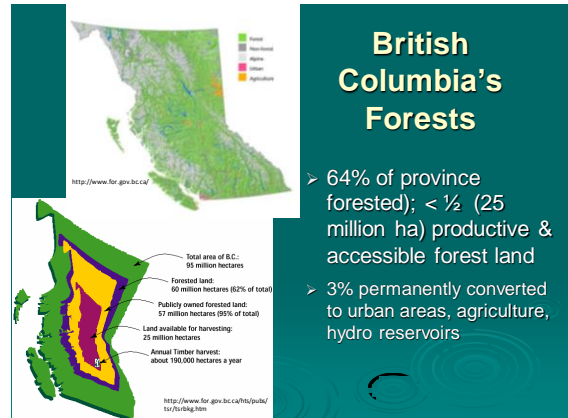 British
Columbia's
Forests
Forest
Non-forest
Alpine
Urban
Agriculture
http://www.for.gov.bc.ca/
➢ 64% of province
forested); < ½ (25
million ha) productive &
accessible forest land
➢ 3% permanently converted
to urban areas, agriculture,
hydro reservoirs
Total area of B.C.:
95 million hectares
Forested land:
60 million hectares (62% of total)
Publicly owned forested land:
57 million hectares (95% of total)
Land available for harvesting:
25 million hectares
Annual Timber harvest:
about 190,000 hectares a year
http://www.for.gov.bc.ca/hts/pubs/
tsr/tsrbkg.htm